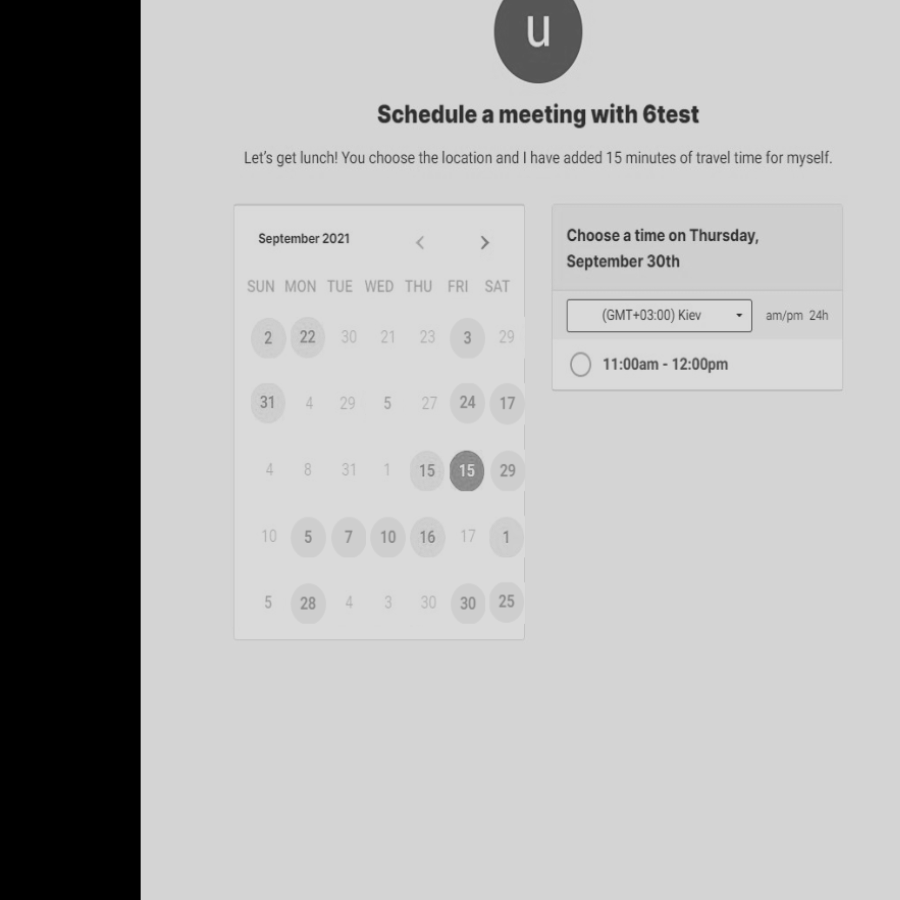 u
Schedule a meeting with 6test
Let's get lunch! You choose the location and I have added 15 minutes of travel time for myself.
September 2021
SUN MON TUE WED THU FRI SAT
2 22 30 21 23 3 29
31 4 29 5 27 24 17
4 8 31 1 15 15 29
10 5 7 10 16 17 1
5 28 4 3 30 30 25
Choose a time on Thursday,
September 30th
(GMT+03:00) Kiev am/pm 24h
11:00am - 12:00pm